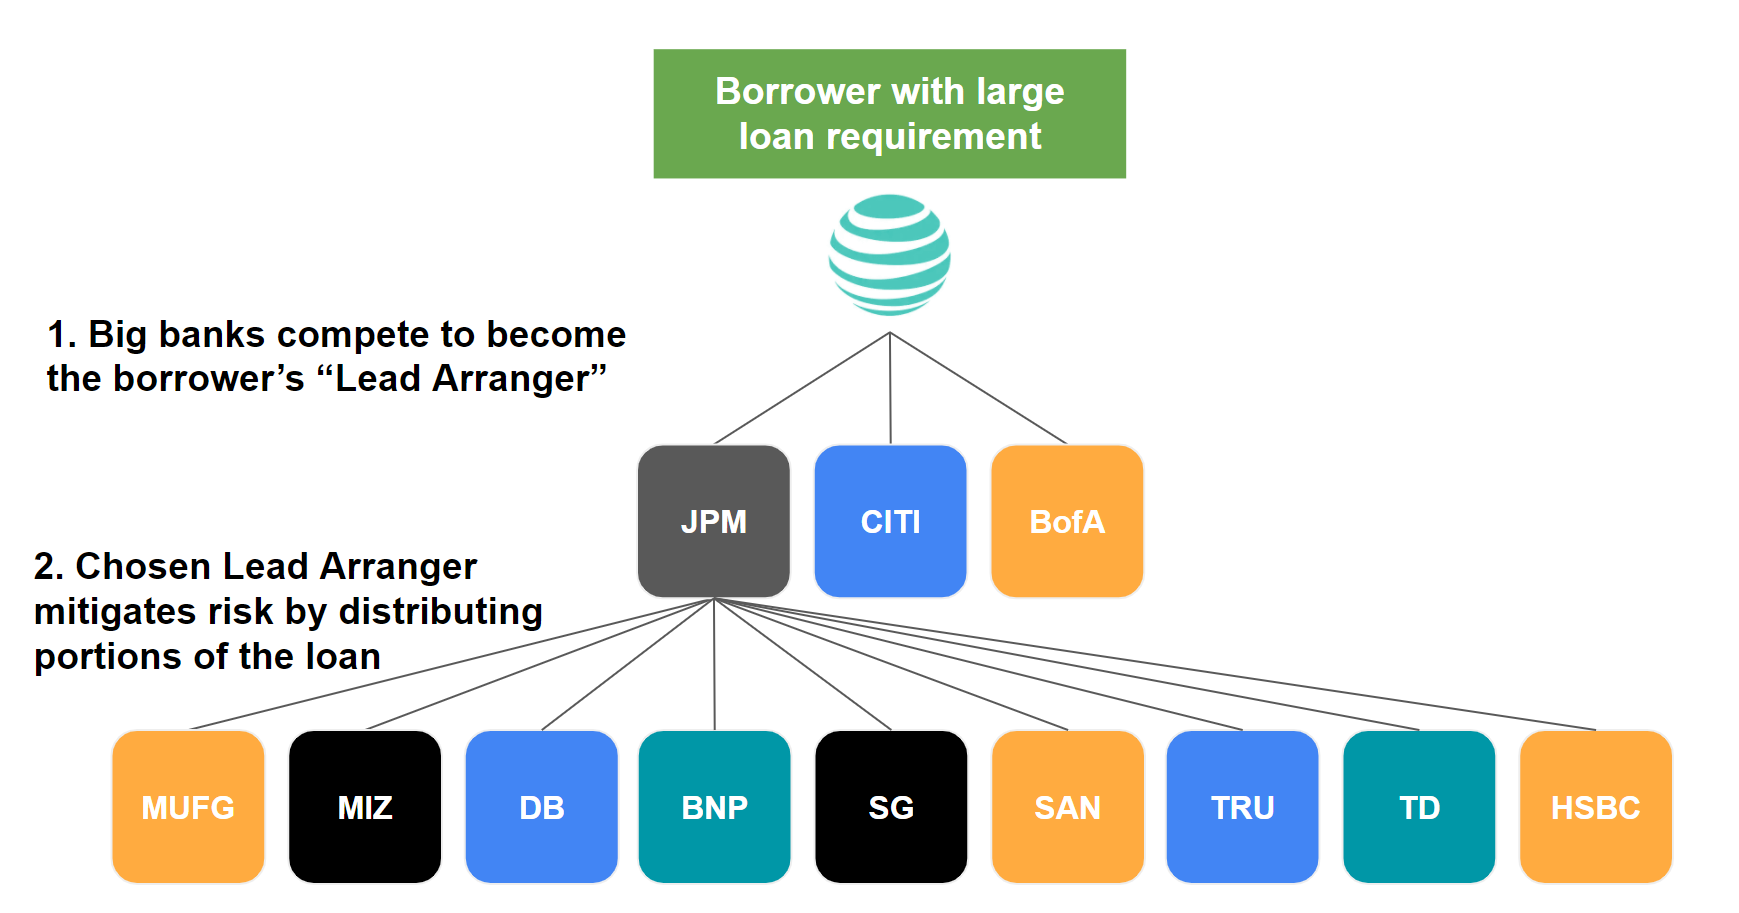 Borrower with large
loan requirement
1. Big banks compete to become
the borrower’s “Lead Arranger”
JPM
CITI
BofA
2. Chosen Lead Arranger
mitigates risk by distributing
portions of the loan
MUFG
MIZ
DB
BNP
SG
SAN
TRU
TD
HSBC